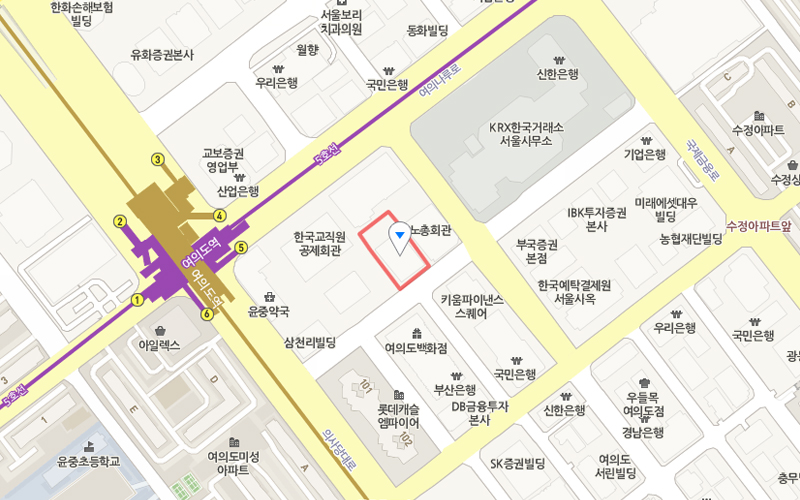 한화손해보험
빌딩
서울보리
치과의원
동화빌딩
유화증권본사
월향
우리은행
국민은행
여의나루로
신한은행
KRX한국거래소
서울사무소
C
B
A
수정아파트
국제금융로
기업은행
5호선
교보증권
영업부
산업은행
3
4
2
5
1
6
여의도역
여의도역
한국교직원
공제회관
노총회관
미래에셋대우
빌딩
IBK투자증권
본사
수정아파트앞
농협재단빌딩
부국증권
본점
한국예탁결제원
서울시옥
윤중약국
키움파이낸스
스퀘어
삼천리빌딩
여의도백화점
아일렉스
우리은행
국민은행
국민은행
부산은행
우들목
여의도점
경남은행
신한은행
DB금융투자
본사
101
102
롯데캐슬
엠파이어
5호선
3
1
E
D
A
의사당대로
여의도미성
아파트
윤중초등학교
SK증권빌딩
여의도
서린빌딩